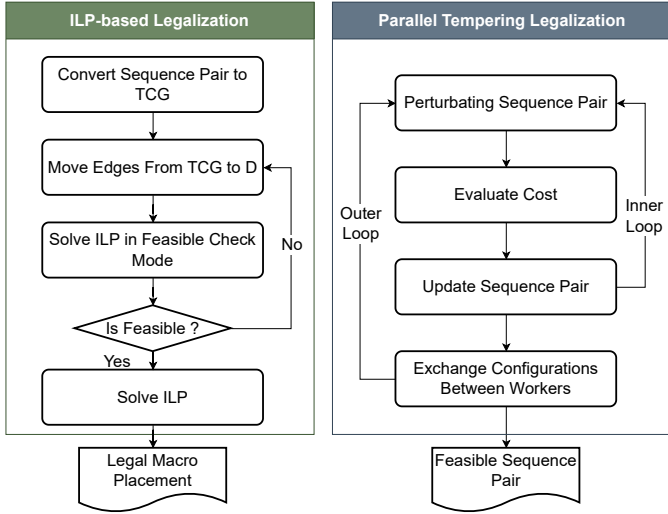 ILP-based Legalization
Convert Sequence Pair to
TCG
Move Edges From TCG to D
Solve ILP in Feasible Check
Mode
No
Is Feasible ?
Yes
Solve ILP
Legal Macro
Placement
Parallel Tempering Legalization
Perturbating Sequence Pair
Evaluate Cost
Outer
Loop
Inner
Loop
Update Sequence Pair
Exchange Configurations
Between Workers
Feasible Sequence
Pair